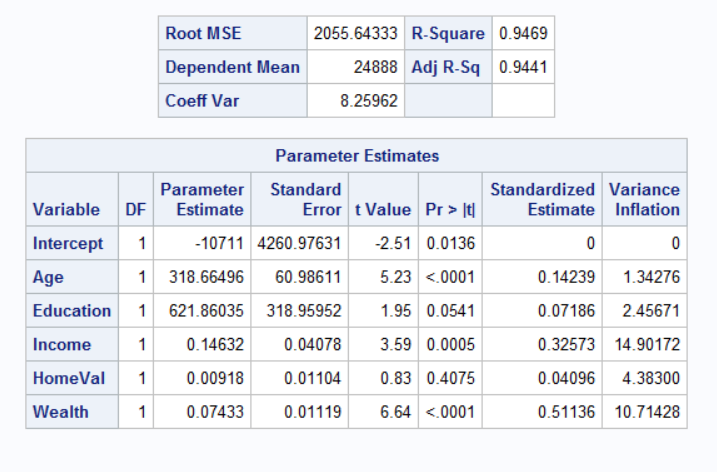 Root MSE 2055.64333 R-Square 0.9469
Dependent Mean 24888 Adj R-Sq 0.9441
Coeff Var 8.25962
Parameter Estimates
Variable DF Parameter Estimate Standard Error t Value Pr > |t| Standardized Estimate Variance Inflation
Intercept 1 -10711 4260.97631 -2.51 0.0136 0 0
Age 1 318.66496 60.98611 5.23 <.0001 0.14239 1.34276
Education 1 621.86035 318.95952 1.95 0.0541 0.07186 2.45671
Income 1 0.14632 0.04078 3.59 0.0005 0.32573 14.90172
HomeVal 1 0.00918 0.01104 0.83 0.4075 0.04096 4.38300
Wealth 1 0.07433 0.01119 6.64 <.0001 0.51136 10.71428